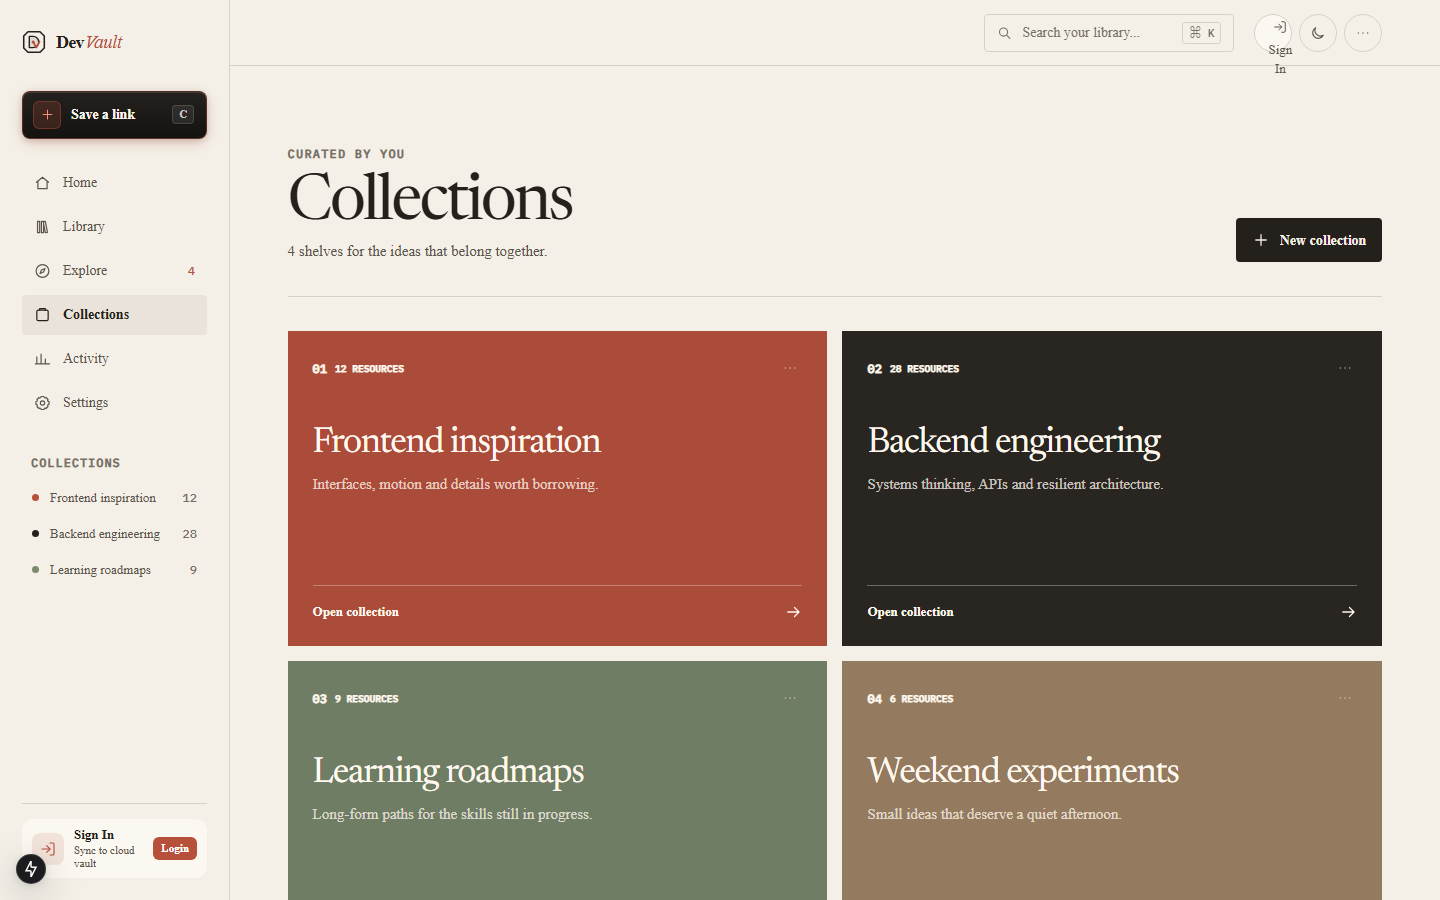 DevVault
Search your library...
⌘ K
Sign
In
Save a link
C
Home
Library
Explore
4
Collections
Activity
Settings
COLLECTIONS
Frontend inspiration 12
Backend engineering 28
Learning roadmaps 9
Sign In
Sync to cloud
vault
Login
CURATED BY YOU
Collections
4 shelves for the ideas that belong together.
New collection
01 12 RESOURCES
Frontend inspiration
Interfaces, motion and details worth borrowing.
Open collection
02 28 RESOURCES
Backend engineering
Systems thinking, APIs and resilient architecture.
Open collection
03 9 RESOURCES
Learning roadmaps
Long-form paths for the skills still in progress.
04 6 RESOURCES
Weekend experiments
Small ideas that deserve a quiet afternoon.